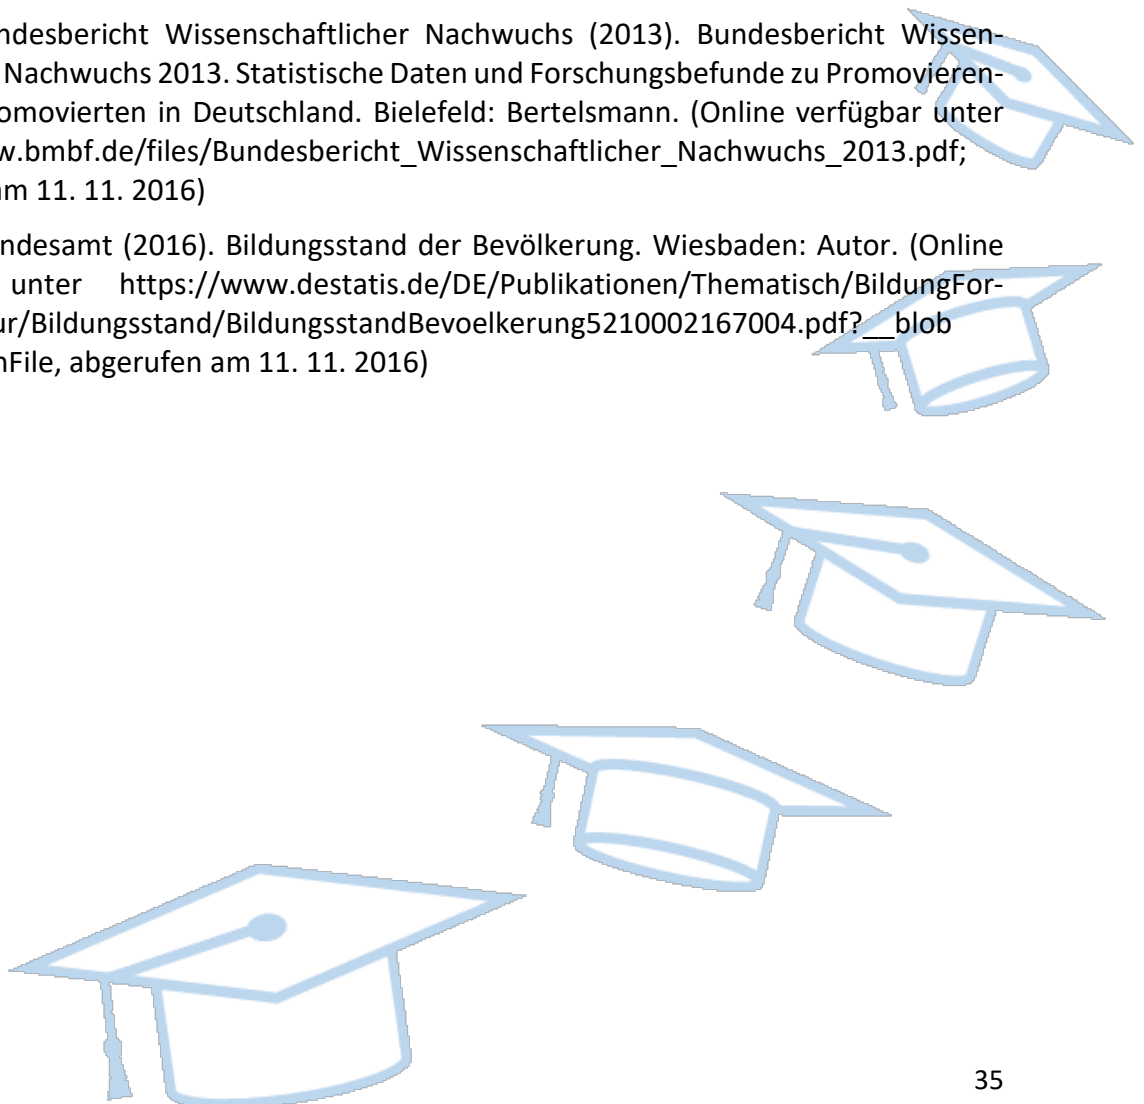 ndesbericht Wissenschaftlicher Nachwuchs (2013). Bundesbericht Wissen-
Nachwuchs 2013. Statistische Daten und Forschungsbefunde zu Promovieren-
omovierten in Deutschland. Bielefeld: Bertelsmann. (Online verfügbar unter
w.bmbf.de/files/Bundesbericht_Wissenschaftlicher_Nachwuchs_2013.pdf;
am 11. 11. 2016)
ndesamt (2016). Bildungsstand der Bevölkerung. Wiesbaden: Autor. (Online
unter https://www.destatis.de/DE/Publikationen/Thematisch/BildungFor-
ur/Bildungsstand/BildungsstandBevoelkerung5210002167004.pdf?__blob
nFile, abgerufen am 11. 11. 2016)
35